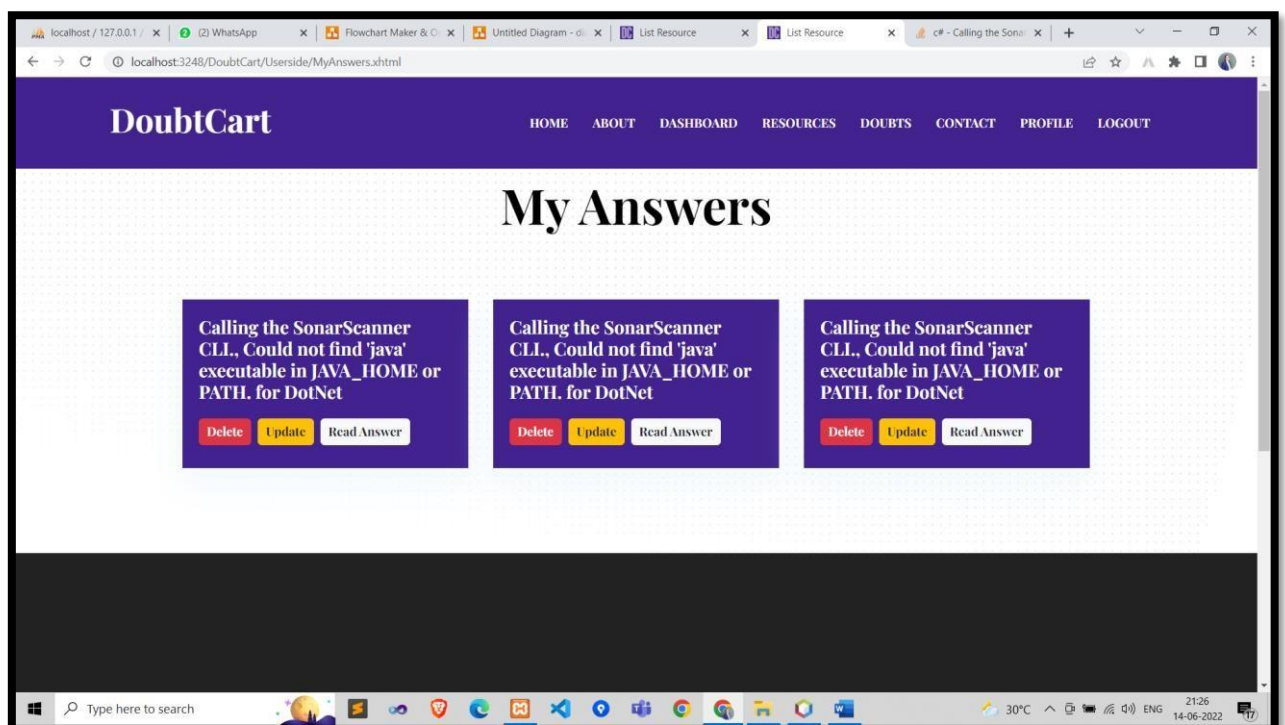 localhost / 127.0.0.1 /
(2) WhatsApp
Flowchart Maker & O
Untitled Diagram - d
List Resource
List Resource
c# - Calling the Sona
localhost:3248/DoubtCart/Userside/MyAnswers.xhtml
DoubtCart
HOME ABOUT DASHBOARD RESOURCES DOUBTS CONTACT PROFILE LOGOUT
My Answers
Calling the SonarScanner
CLI., Could not find 'java'
executable in JAVA_HOME or
PATH. for DotNet
Delete Update Read Answer
Calling the SonarScanner
CLI., Could not find 'java'
executable in JAVA_HOME or
PATH. for DotNet
Delete Update Read Answer
Calling the SonarScanner
CLI., Could not find 'java'
executable in JAVA_HOME or
PATH. for DotNet
Delete Update Read Answer
Type here to search
30°C ENG
21:26
14-06-2022
17